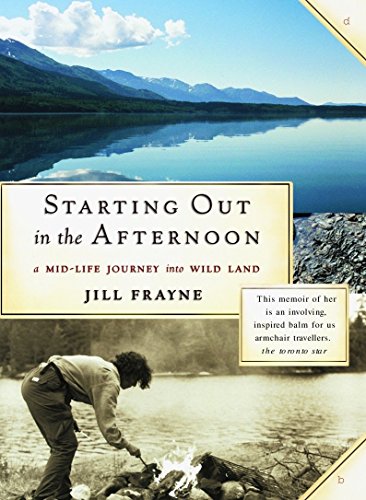 d
STARTING OUT
in the AFTERNOON
a MID-LIFE JOURNEY into WILD LAND
JILL FRAYNE
This memoir of her
is an involving,
inspired balm for us
armchair travellers.
the toronto star
b